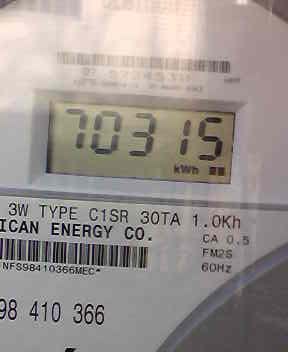 70315
kWh
3W TYPE C1SR 30TA 1.0Kh
ICAN ENERGY CO.
CA 0.5
FM2S
60Hz
NFS98410366MEC*
98 410 366